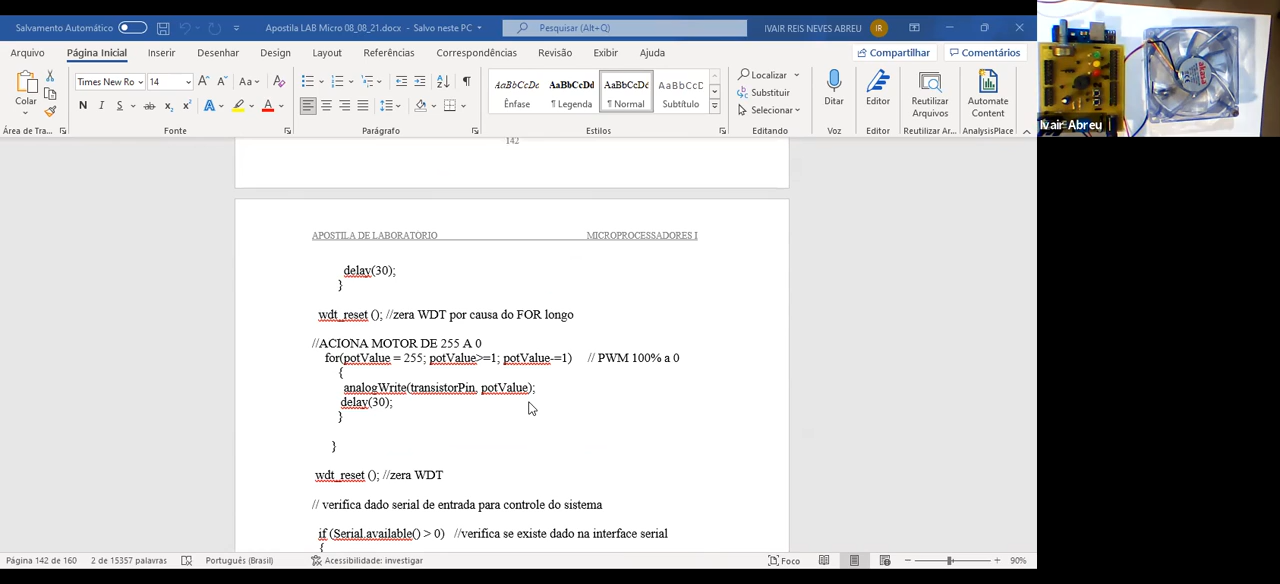 Salvamento Automático
Apostila LAB Micro 08_08_21.docx • Salvo neste PC
Pesquisar (Alt+Q)
IVAIR REIS NEVES ABREU
IR
Arquivo
Página Inicial
Inserir
Desenhar
Design
Layout
Referências
Correspondências
Revisão
Exibir
Ajuda
Compartilhar
Comentários
Colar
Times New Ro
14
AaBbCcDc
AaBbCcDd
AaBbCcDc
AaBbCcD
Ênfase
¶ Legenda
¶ Normal
Subtítulo
Localizar
Substituir
Selecionar
Ditar
Editor
Reutilizar Arquivos
Automate Content
Área de Tra...
Fonte
Parágrafo
Estilos
Editando
Voz
Editor
Reutilizar Ar...
AnalysisPlace
Ivair Abreu
142
APOSTILA DE LABORATÓRIO MICROPROCESSADORES I
delay(30);
}
wdt_reset (); //zera WDT por causa do FOR longo
//ACIONA MOTOR DE 255 A 0
for(potValue = 255; potValue>=1; potValue-=1) // PWM 100% a 0
{
analogWrite(transistorPin, potValue);
delay(30);
}
}
wdt_reset (); //zera WDT
// verifica dado serial de entrada para controle do sistema
if (Serial.available() > 0) //verifica se existe dado na interface serial
{
Página 142 de 160
2 de 15357 palavras
Português (Brasil)
Acessibilidade: investigar
Foco
90%